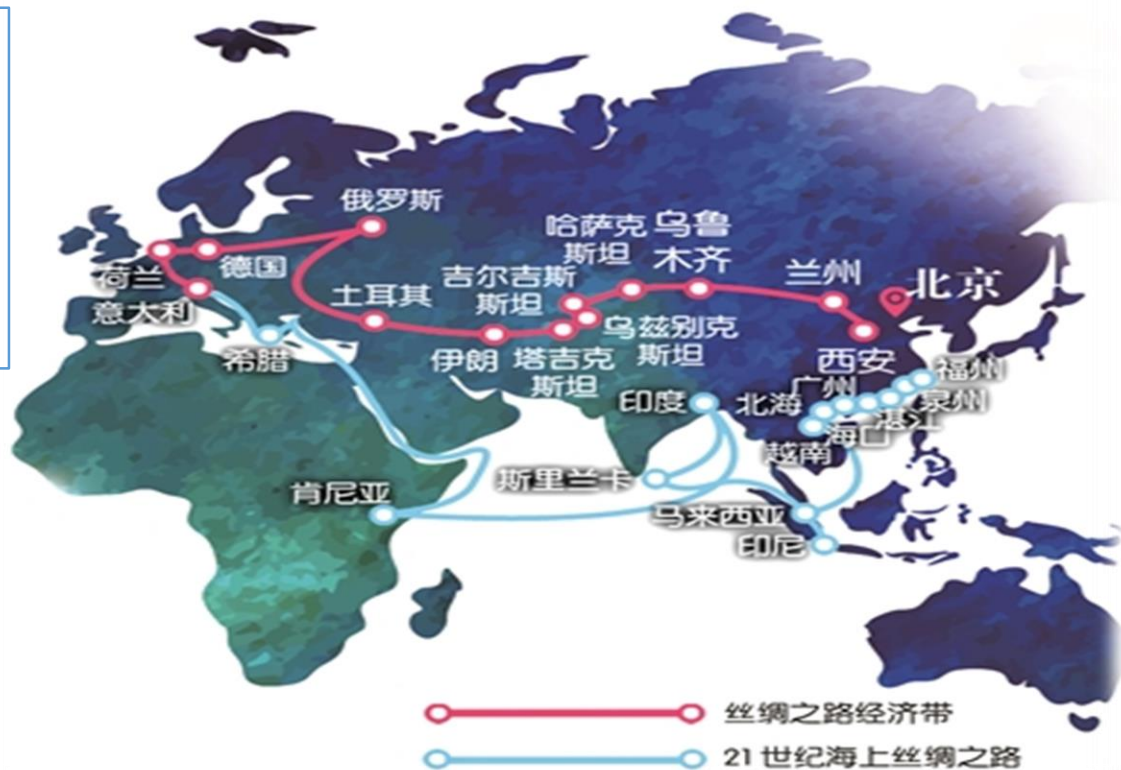 俄罗斯
哈萨克
斯坦
乌鲁
木齐
兰州
北京
荷兰
德国
吉尔吉斯
斯坦
土耳其
意大利
乌兹别克
斯坦
伊朗
塔吉克
斯坦
西安
希腊
福州
广州
印度
北海
泉州
湛江
海口
越南
斯里兰卡
肯尼亚
马来西亚
印尼
丝绸之路经济带
21世纪海上丝绸之路